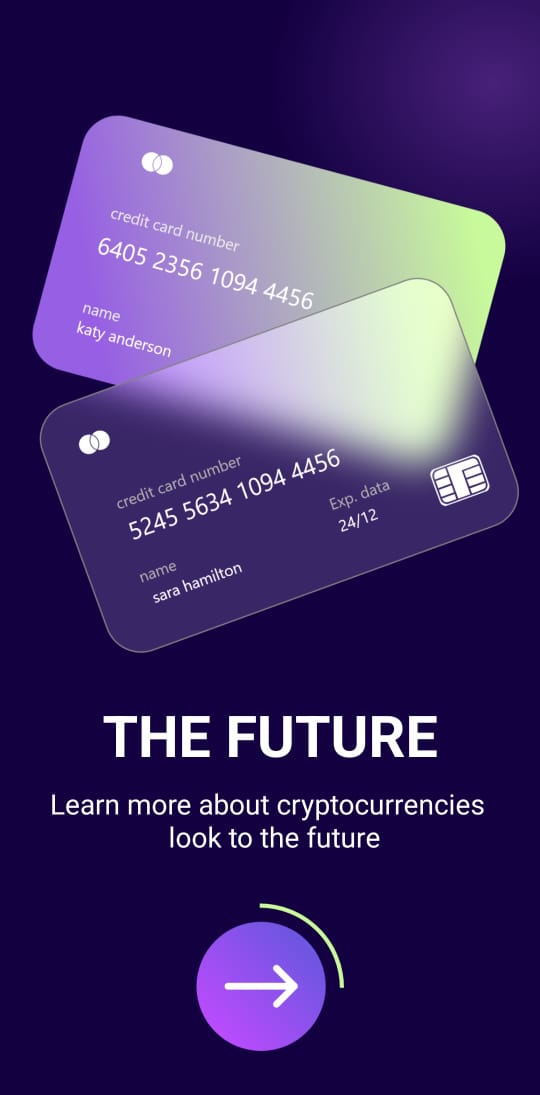 credit card number
6405 2356 1094 4456
name
katy anderson
credit card number
5245 5634 1094 4456
Exp. data
24/12
name
sara hamilton
THE FUTURE
Learn more about cryptocurrencies
look to the future